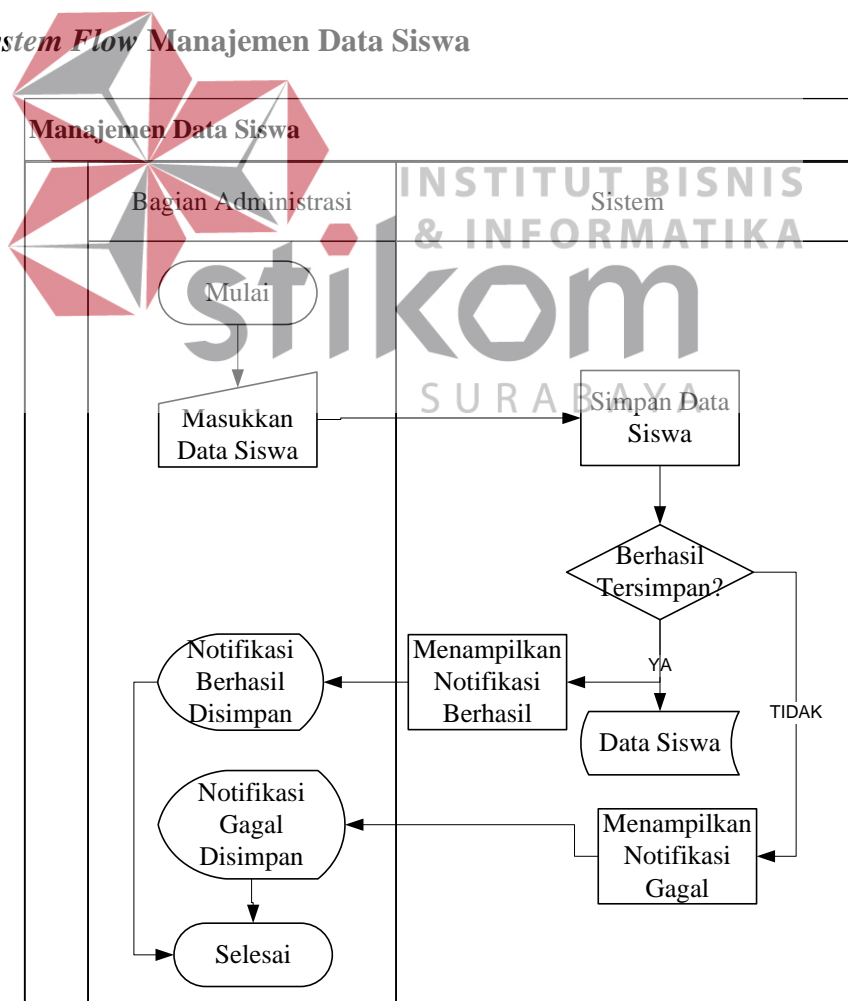 stem Flow Manajemen Data Siswa
Manajemen Data Siswa
Bagian Administrasi
Sistem
INSTITUT BISNIS
& INFORMATIKA
stikom
SURABAYA
Mulai
Masukkan
Data Siswa
Simpan Data
Siswa
Berhasil
Tersimpan?
YA
TIDAK
Notifikasi
Berhasil
Disimpan
Menampilkan
Notifikasi
Berhasil
Data Siswa
Notifikasi
Gagal
Disimpan
Menampilkan
Notifikasi
Gagal
Selesai